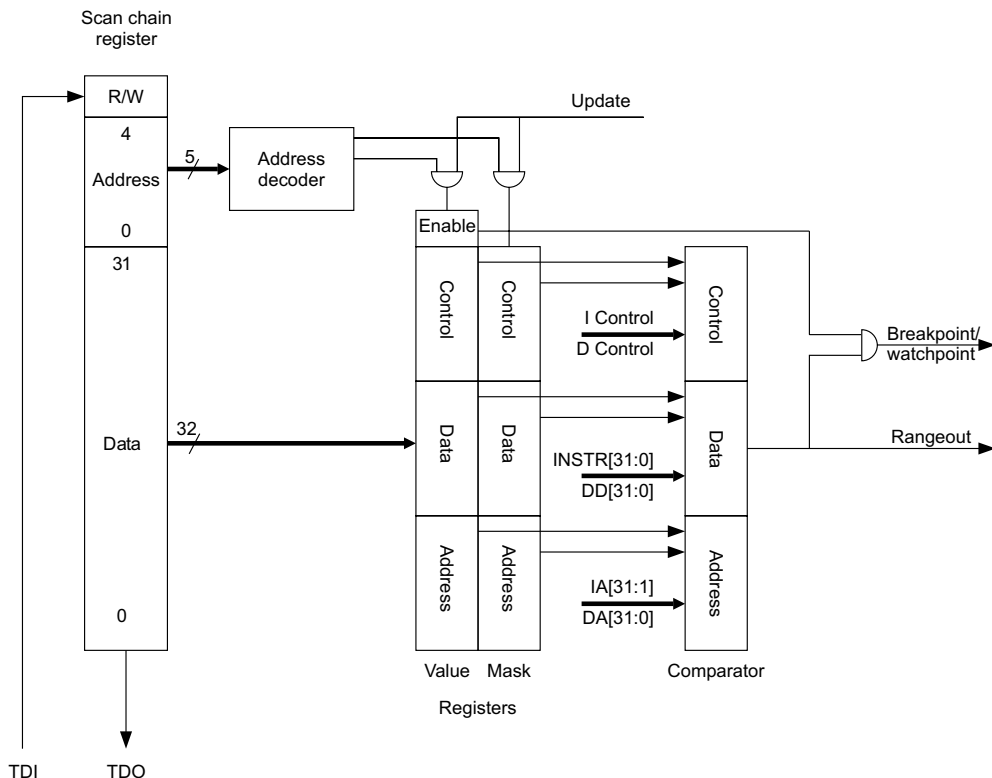 Scan chain
register
R/W
Update
4
5
Address
decoder
Address
0
Enable
31
Control
Control
Control
I Control
D Control
Breakpoint/
watchpoint
32
Data
Data
Data
Data
Rangeout
INSTR[31:0]
DD[31:0]
Address
Address
Address
IA[31:1]
DA[31:0]
0
Value
Mask
Comparator
Registers
TDI
TDO